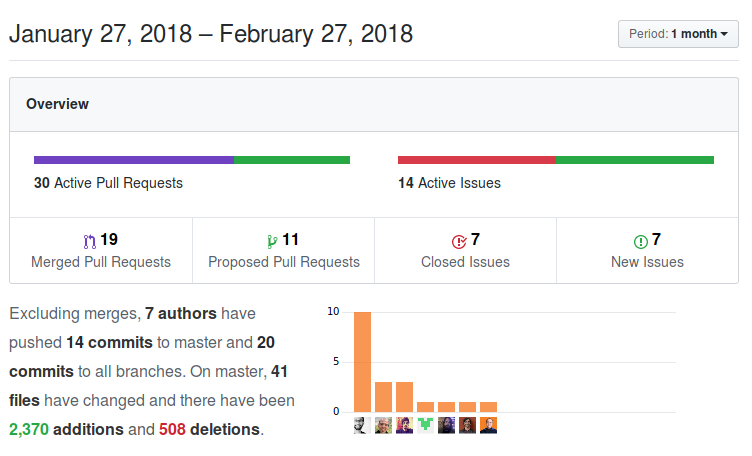 January 27, 2018 – February 27, 2018
Period: 1 month
Overview
30 Active Pull Requests
14 Active Issues
19
Merged Pull Requests
11
Proposed Pull Requests
7
Closed Issues
7
New Issues
Excluding merges, 7 authors have
pushed 14 commits to master and 20
commits to all branches. On master, 41
files have changed and there have been
2,370 additions and 508 deletions.
10
5
0